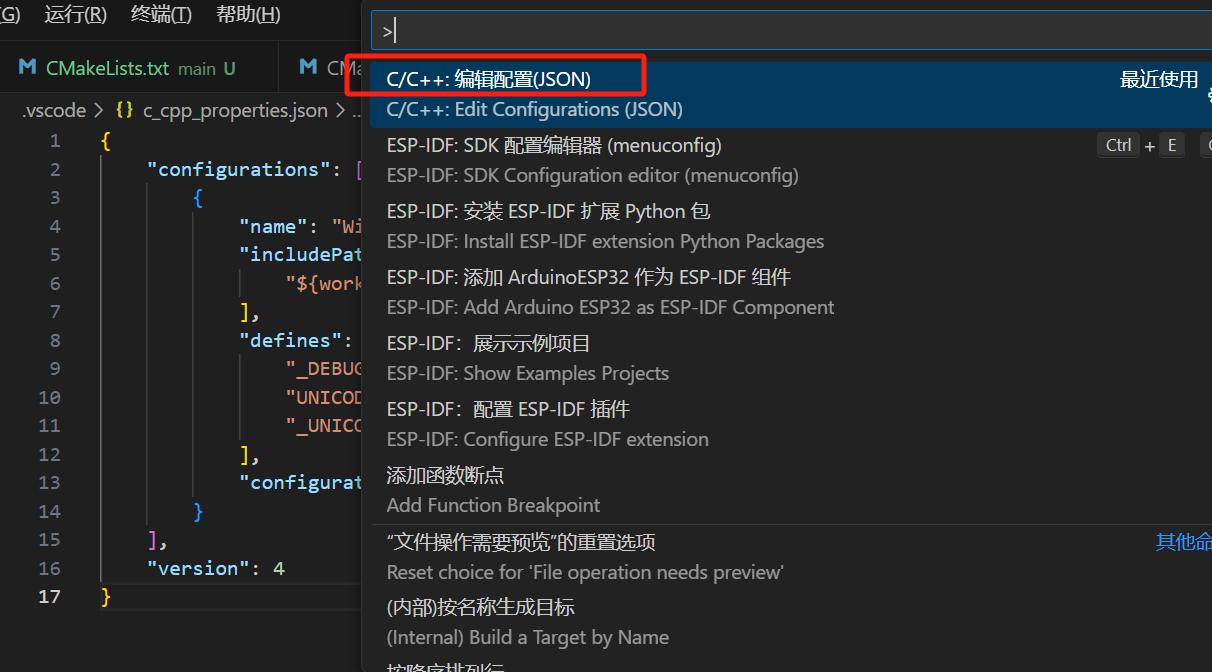 (G) 运行(R) 终端(T) 帮助(H)
>
CMakeLists.txt main U
CMa
.vscode > {} c_cpp_properties.json > ...
1 {
2 "configurations": [
3 {
4 "name": "Wi
5 "includePat
6 "${work
7 ],
8 "defines":
9 "_DEBUG
10 "UNICOD
11 "_UNICO
12 ],
13 "configurat
14 }
15 ],
16 "version": 4
17 }
C/C++: 编辑配置(JSON) 最近使用
C/C++: Edit Configurations (JSON)
ESP-IDF: SDK 配置编辑器 (menuconfig) Ctrl + E
ESP-IDF: SDK Configuration editor (menuconfig)
ESP-IDF: 安装 ESP-IDF 扩展 Python 包
ESP-IDF: Install ESP-IDF extension Python Packages
ESP-IDF: 添加 ArduinoESP32 作为 ESP-IDF 组件
ESP-IDF: Add Arduino ESP32 as ESP-IDF Component
ESP-IDF：展示示例项目
ESP-IDF: Show Examples Projects
ESP-IDF：配置 ESP-IDF 插件
ESP-IDF: Configure ESP-IDF extension
添加函数断点
Add Function Breakpoint
“文件操作需要预览”的重置选项 其他命
Reset choice for 'File operation needs preview'
(内部)按名称生成目标
(Internal) Build a Target by Name
按降序排列行